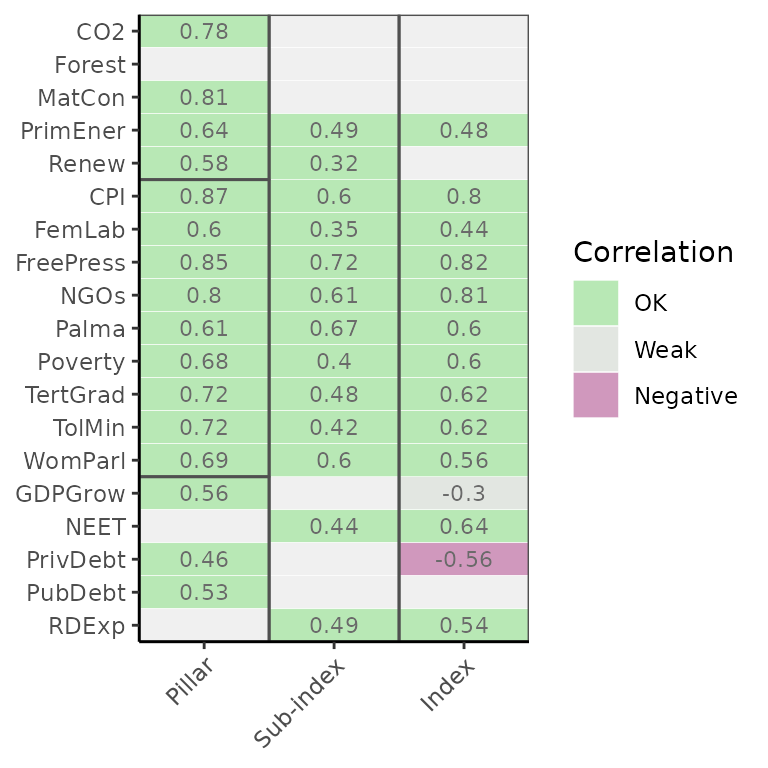 CO2 0.78
Forest
MatCon 0.81
PrimEner 0.64 0.49 0.48
Renew 0.58 0.32
CPI 0.87 0.6 0.8
FemLab 0.6 0.35 0.44
FreePress 0.85 0.72 0.82
NGOs 0.8 0.61 0.81
Palma 0.61 0.67 0.6
Poverty 0.68 0.4 0.6
TertGrad 0.72 0.48 0.62
TolMin 0.72 0.42 0.62
WomParl 0.69 0.6 0.56
GDPGrow 0.56 -0.3
NEET 0.44 0.64
PrivDebt 0.46 -0.56
PubDebt 0.53
RDExp 0.49 0.54
Pillar Sub-index Index
Correlation
OK
Weak
Negative